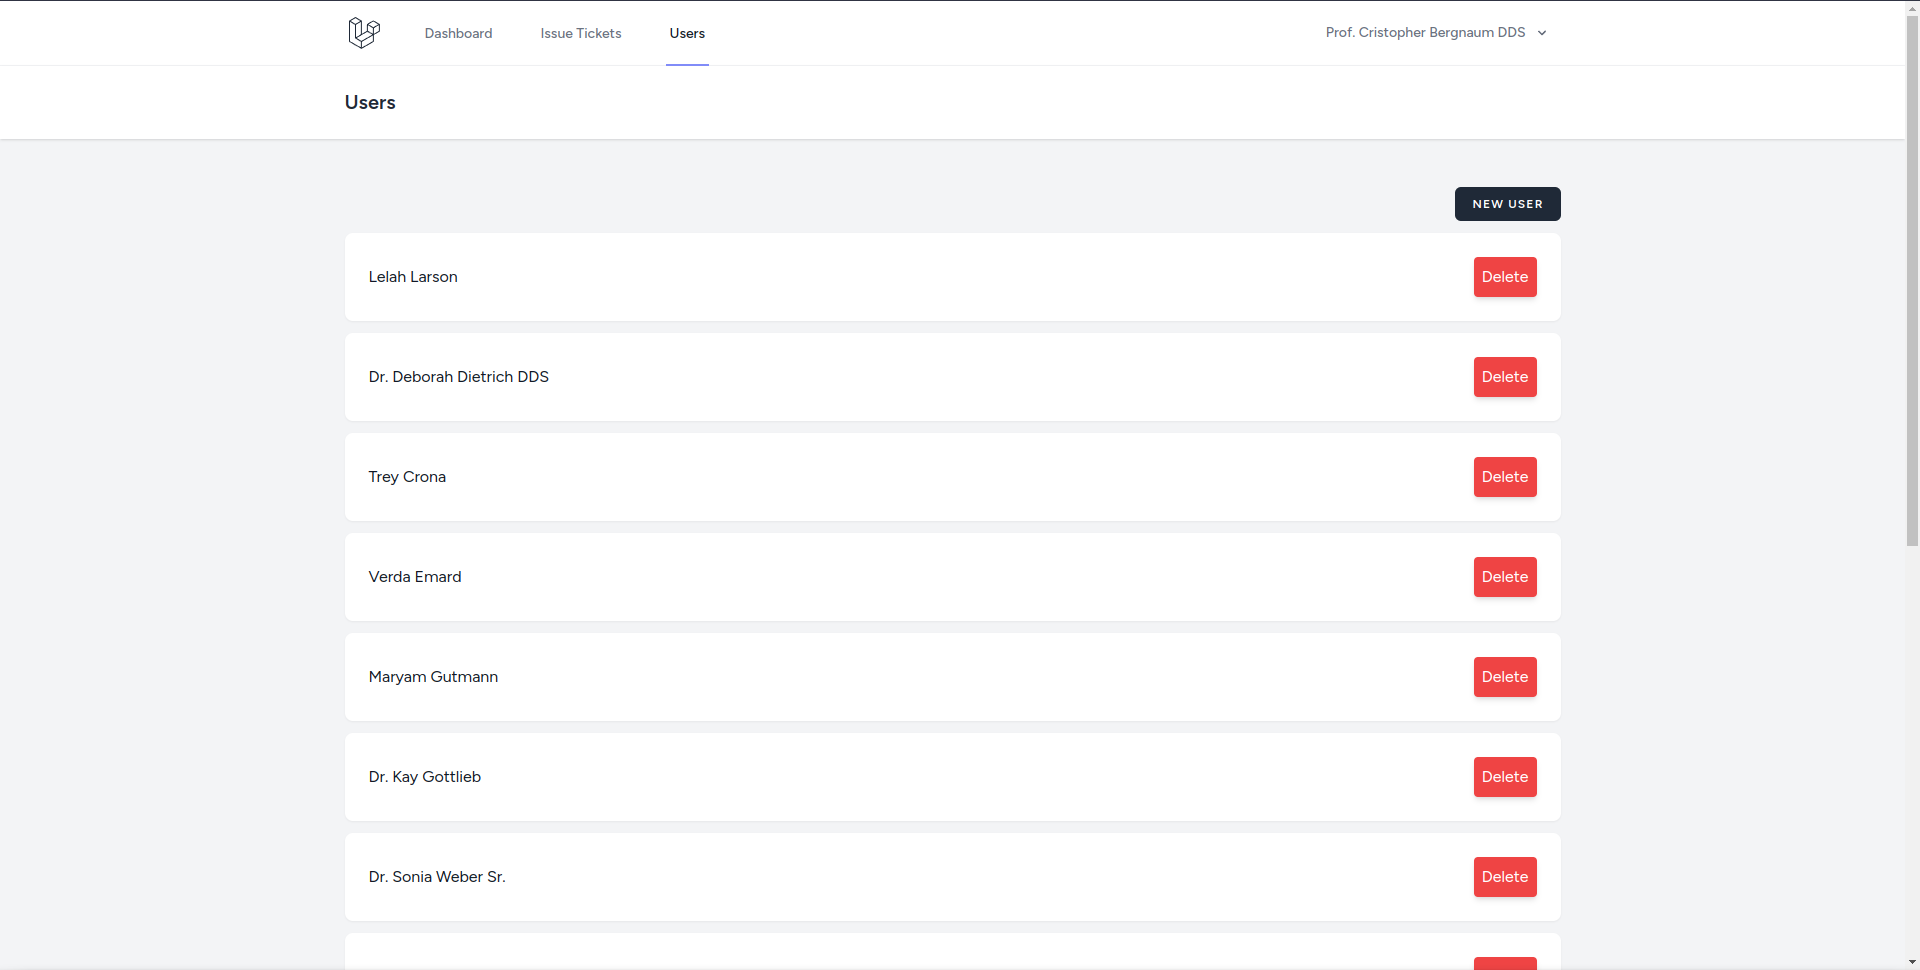 Dashboard Issue Tickets Users Prof. Cristopher Bergnaum DDS
Users
NEW USER
Lelah Larson Delete
Dr. Deborah Dietrich DDS Delete
Trey Crona Delete
Verda Emard Delete
Maryam Gutmann Delete
Dr. Kay Gottlieb Delete
Dr. Sonia Weber Sr. Delete